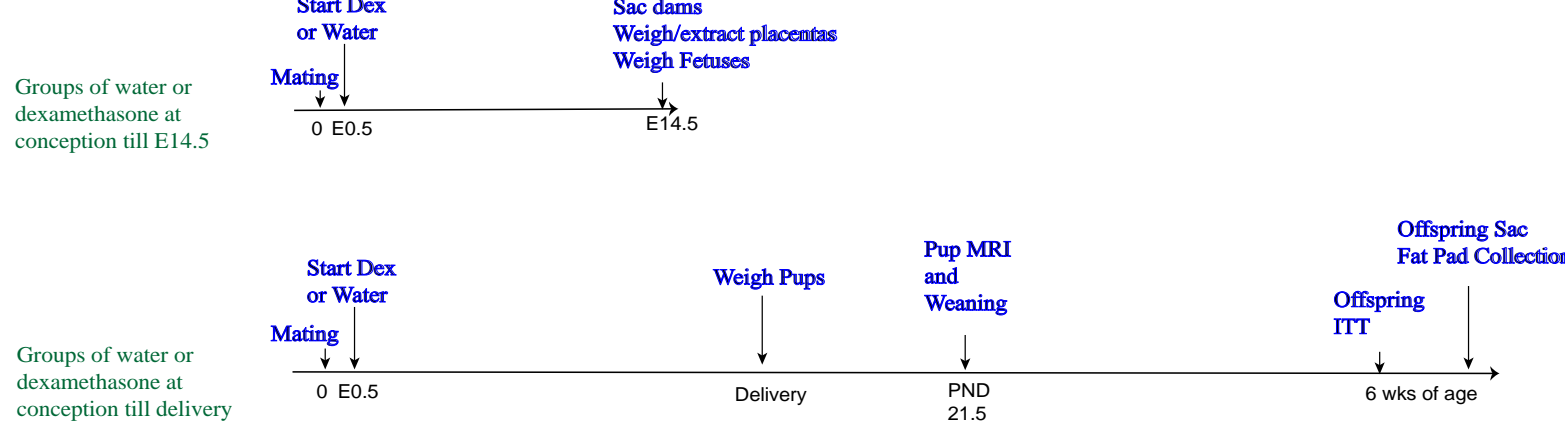 Start Dex
or Water
Sac dams
Weigh/extract placentas
Weigh Fetuses
Mating
Groups of water or
dexamethasone at
conception till E14.5
0 E0.5
E14.5
Offspring Sac
Fat Pad Collection
Pup MRI
and
Weaning
Start Dex
or Water
Weigh Pups
Offspring
ITT
Mating
Groups of water or
dexamethasone at
conception till delivery
0 E0.5
Delivery
PND
21.5
6 wks of age